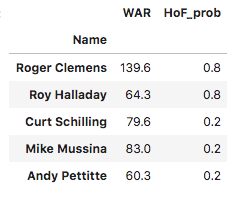 WAR HoF_prob
Name
Roger Clemens 139.6 0.8
Roy Halladay 64.3 0.8
Curt Schilling 79.6 0.2
Mike Mussina 83.0 0.2
Andy Pettitte 60.3 0.2